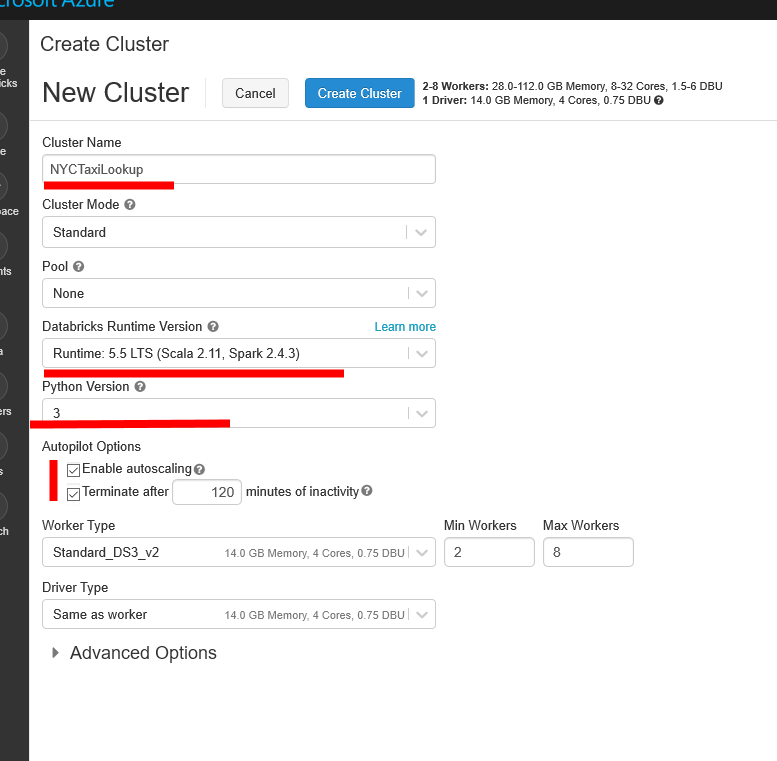 crosoft Azure
Create Cluster
New Cluster
Cancel
Create Cluster
2-8 Workers: 28.0-112.0 GB Memory, 8-32 Cores, 1.5-6 DBU
1 Driver: 14.0 GB Memory, 4 Cores, 0.75 DBU ?
Cluster Name
NYCTaxiLookup
Cluster Mode ?
Standard
Pool ?
None
Databricks Runtime Version ? Learn more
Runtime: 5.5 LTS (Scala 2.11, Spark 2.4.3)
Python Version ?
3
Autopilot Options
Enable autoscaling ?
Terminate after 120 minutes of inactivity ?
Worker Type Min Workers Max Workers
Standard_DS3_v2 14.0 GB Memory, 4 Cores, 0.75 DBU 2 8
Driver Type
Same as worker 14.0 GB Memory, 4 Cores, 0.75 DBU
Advanced Options